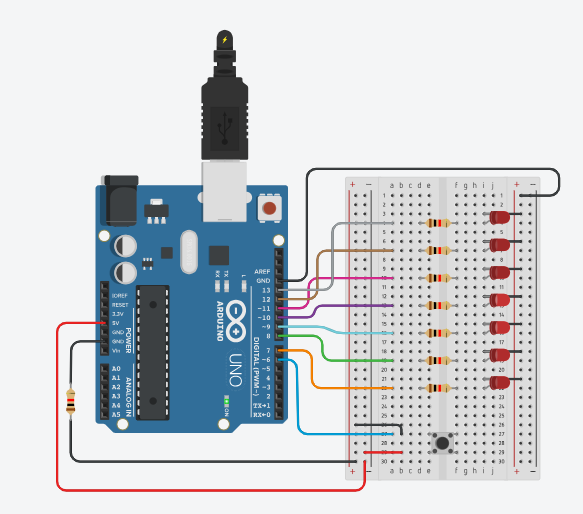 AREF
GND
13
12
~11
~10
~9
8
7
~6
~5
4
~3
2
TX→1
RX←0
DIGITAL (PWM~)
IOREF
RESET
3.3V
5V
GND
GND
Vin
POWER
A0
A1
A2
A3
A4
A5
ANALOG IN
RX
TX
L
ARDUINO
UNO
ON
+ − a b c d e f g h i j + −
+ − a b c d e f g h i j + −